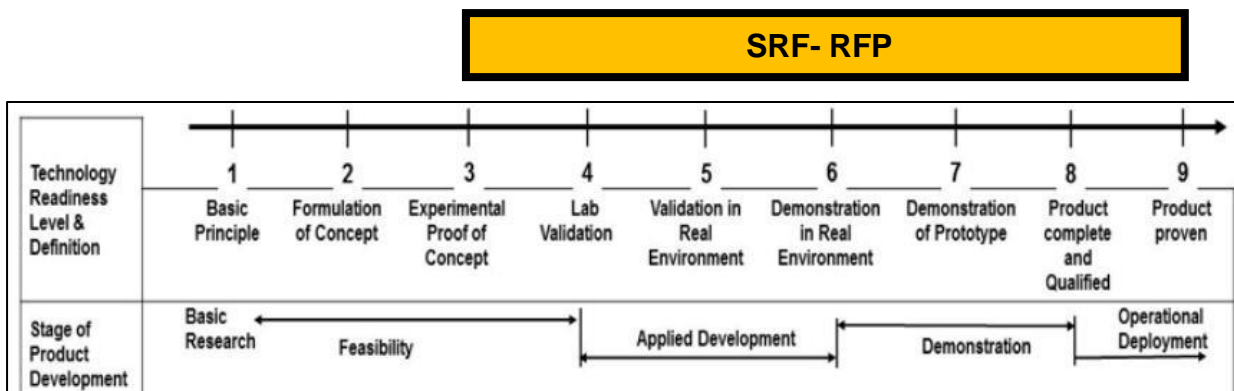 SRF- RFP
Technology
Readiness
Level &
Definition
1 2 3 4 5 6 7 8 9
Basic
Principle
Formulation
of Concept
Experimental
Proof of
Concept
Lab
Validation
Validation in
Real
Environment
Demonstration
in Real
Environment
Demonstration
of Prototype
Product
complete
and
Qualified
Product
proven
Stage of
Product
Development
Basic
Research
Feasibility
Applied Development
Demonstration
Operational
Deployment